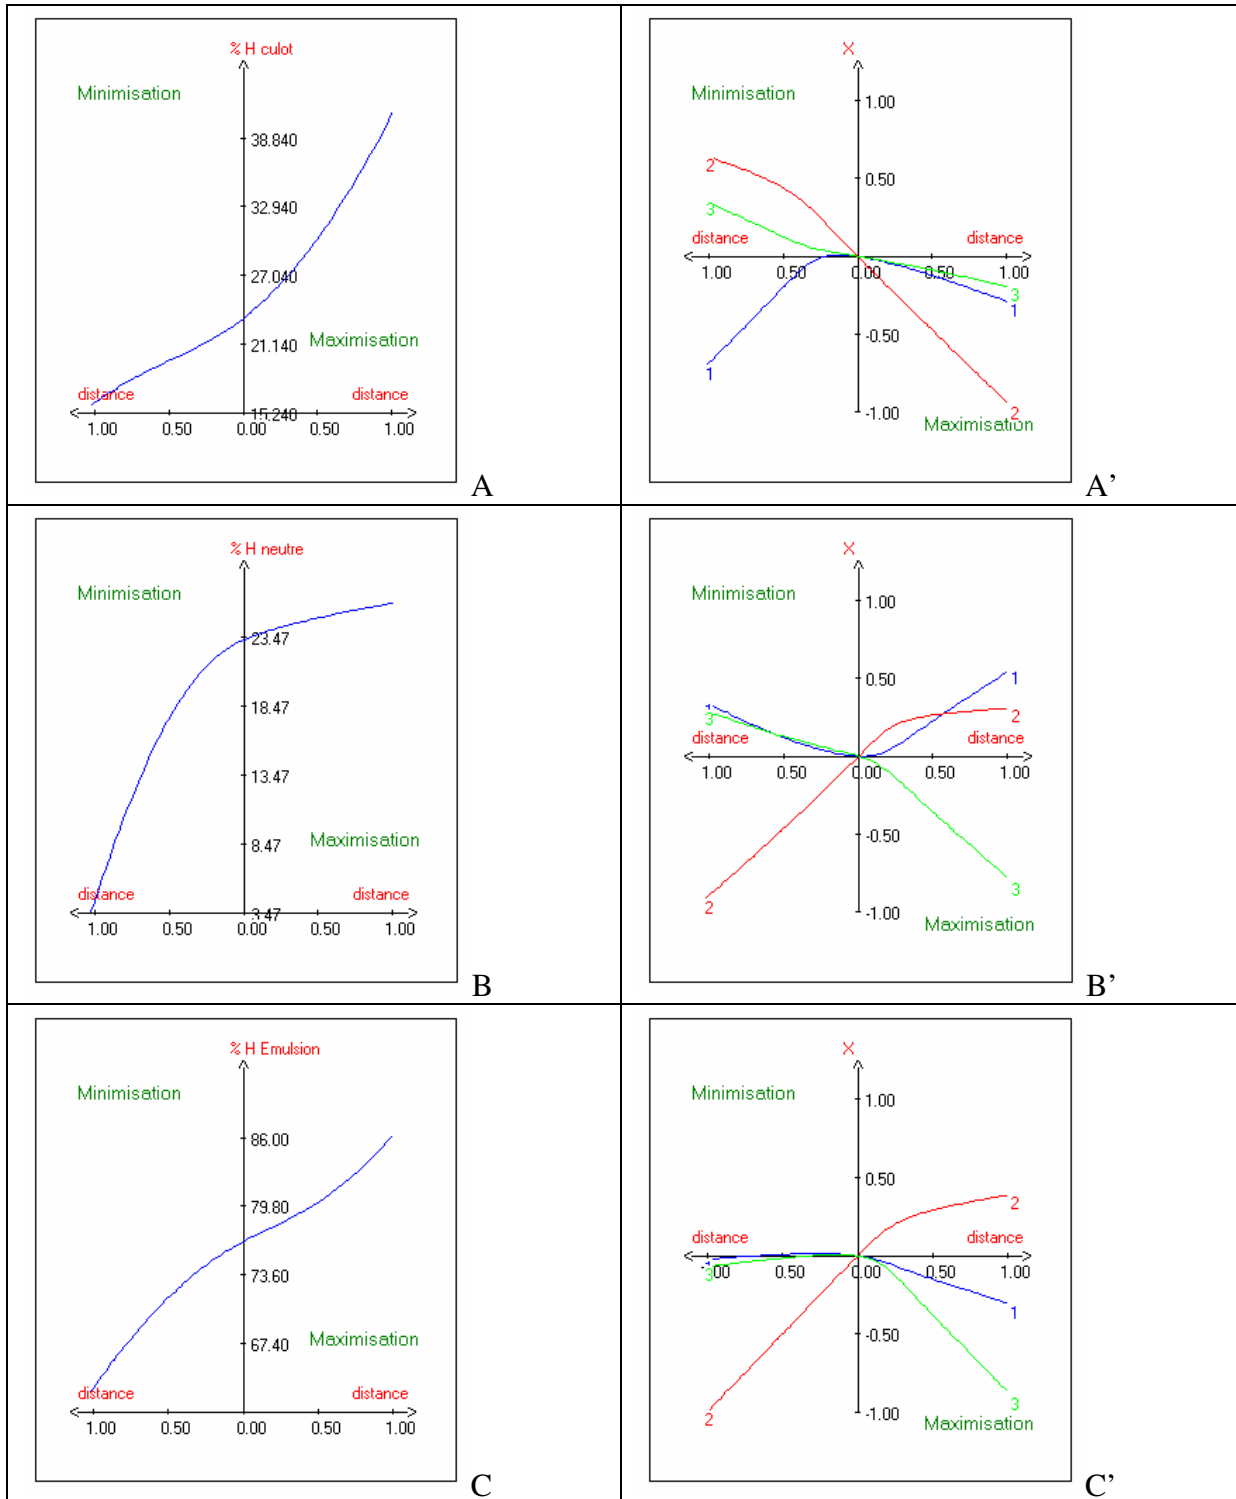 % H culot
Minimisation
38.840
32.940
27.040
21.140
Maximisation
distance
distance
15.240
1.00 0.50 0.00 0.50 1.00
A
X
Minimisation
1.00
2
0.50
3
distance
distance
1.00 0.50 0.00 0.50 1.00
3
1
-0.50
1
-1.00
2
Maximisation
A’
% H neutre
Minimisation
23.47
18.47
13.47
8.47
Maximisation
distance
distance
3.47
1.00 0.50 0.00 0.50 1.00
B
X
Minimisation
1.00
0.50
1
1
2
3
distance
distance
1.00 0.50 0.00 0.50 1.00
-0.50
3
2
-1.00
Maximisation
B’
% H Emulsion
Minimisation
86.00
79.80
73.60
67.40
Maximisation
distance
distance
1.00 0.50 0.00 0.50 1.00
C
X
Minimisation
1.00
0.50
2
distance
distance
1
3
1.00 0.50 0.00 0.50 1.00
1
-0.50
3
2
-1.00
Maximisation
C’